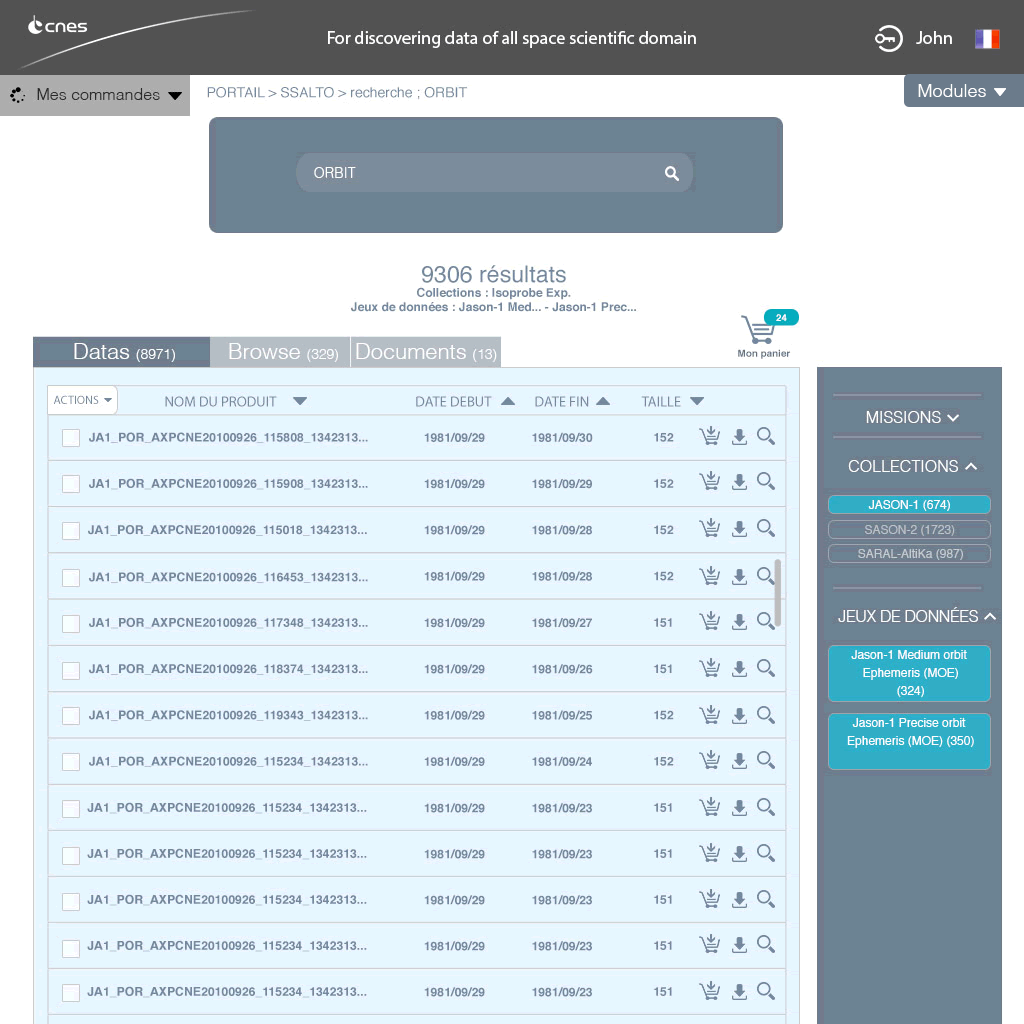 cnes
For discovering data of all space scientific domain
John
Mes commandes
PORTAIL > SSALTO > recherche ; ORBIT
Modules
ORBIT
9306 résultats
Collections : Isoprobe Exp.
Jeux de données : Jason-1 Med... - Jason-1 Prec...
24
Mon panier
Datas (8971)
Browse (329)
Documents (13)
ACTIONS
NOM DU PRODUIT
DATE DEBUT
DATE FIN
TAILLE
JA1_POR_AXPCNE20100926_115808_1342313... 1981/09/29 1981/09/30 152
JA1_POR_AXPCNE20100926_115908_1342313... 1981/09/29 1981/09/29 152
JA1_POR_AXPCNE20100926_115018_1342313... 1981/09/29 1981/09/28 152
JA1_POR_AXPCNE20100926_116453_1342313... 1981/09/29 1981/09/28 152
JA1_POR_AXPCNE20100926_117348_1342313... 1981/09/29 1981/09/27 151
JA1_POR_AXPCNE20100926_118374_1342313... 1981/09/29 1981/09/26 151
JA1_POR_AXPCNE20100926_119343_1342313... 1981/09/29 1981/09/25 152
JA1_POR_AXPCNE20100926_115234_1342313... 1981/09/29 1981/09/24 152
JA1_POR_AXPCNE20100926_115234_1342313... 1981/09/29 1981/09/23 151
JA1_POR_AXPCNE20100926_115234_1342313... 1981/09/29 1981/09/23 151
JA1_POR_AXPCNE20100926_115234_1342313... 1981/09/29 1981/09/23 151
JA1_POR_AXPCNE20100926_115234_1342313... 1981/09/29 1981/09/23 151
JA1_POR_AXPCNE20100926_115234_1342313... 1981/09/29 1981/09/23 151
MISSIONS
COLLECTIONS
JASON-1 (674)
SASON-2 (1723)
SARAL-AltiKa (987)
JEUX DE DONNÉES
Jason-1 Medium orbit
Ephemeris (MOE)
(324)
Jason-1 Precise orbit
Ephemeris (MOE) (350)